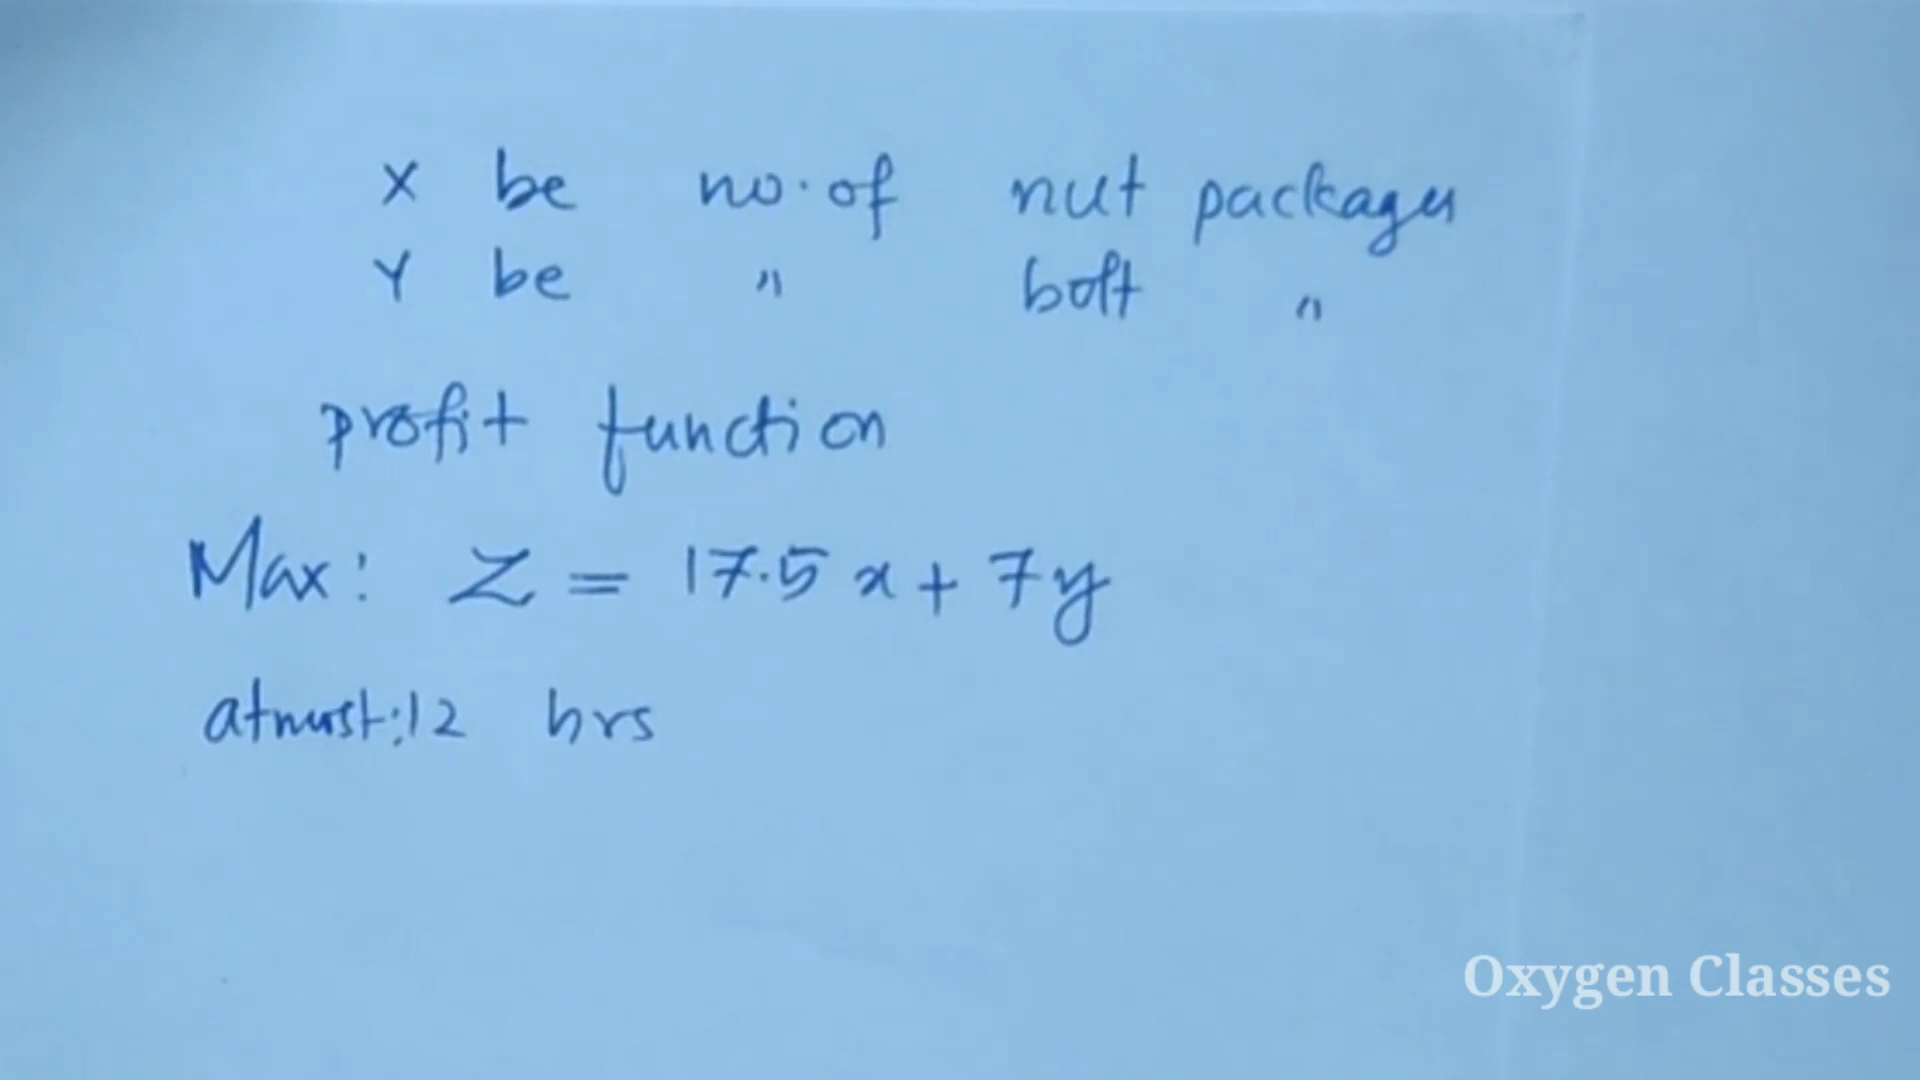 X be no. of nut packages
Y be " bolt "
profit function
Max: Z = 17.5 x + 7y
atmost: 12 hrs
Oxygen Classes